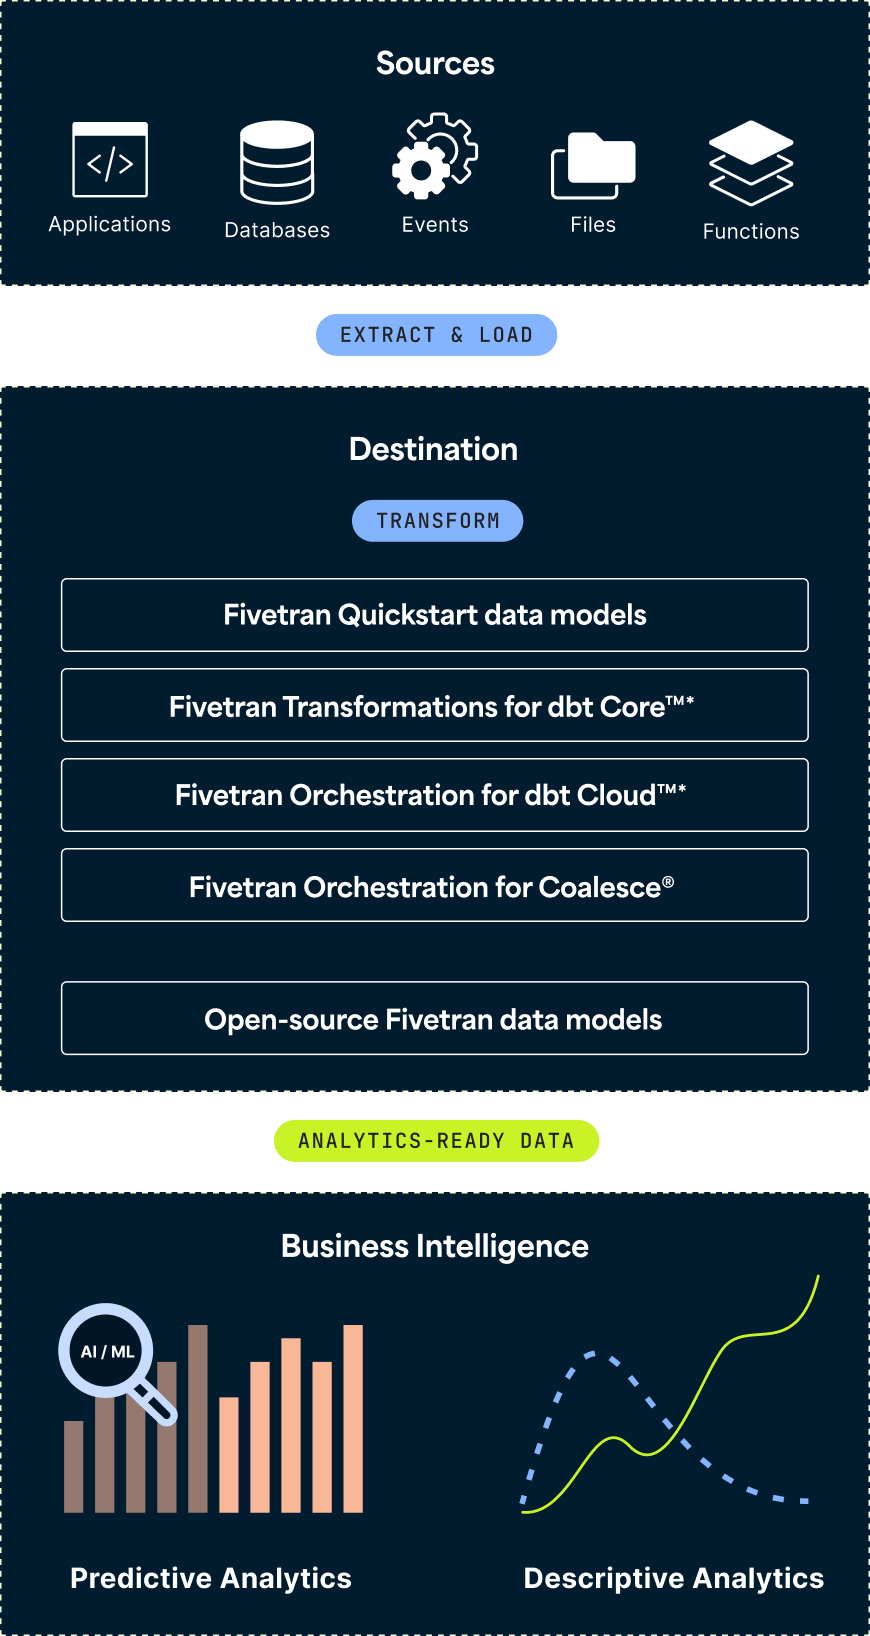 Sources
</>
Applications
Databases
Events
Files
Functions
EXTRACT & LOAD
Destination
TRANSFORM
Fivetran Quickstart data models
Fivetran Transformations for dbt Core™*
Fivetran Orchestration for dbt Cloud™*
Fivetran Orchestration for Coalesce®
Open-source Fivetran data models
ANALYTICS-READY DATA
Business Intelligence
AI / ML
Predictive Analytics
Descriptive Analytics